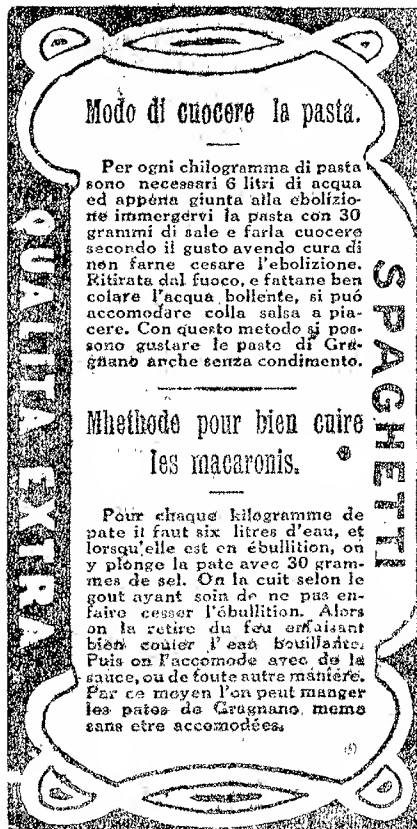 Modo di cuocere la pasta.
Per ogni chilogramma di pasta
sono necessari 6 litri di acqua
ed appena giunta alla ebolizio-
ne immergervi la pasta con 30
grammi di sale e farla cuocere
secondo il gusto avendo cura di
non farne cesare l'ebolizione.
Ritirata dal fuoco, e fattane ben
colare l'acqua bollente, si puó
accomodare colla salsa a pia-
cere. Con questo metodo si pos-
sono gustare le paste di Gra-
gnano anche senza condimento.
Mhethode pour bien cuire
les macaronis.
Pour chaque kilogramme de
pate il faut six litres d'eau, et
lorsqu'elle est en ébullition, on
y plonge la pate avec 30 gram-
mes de sel. On la cuit selon le
gout ayant soin de ne pas en-
faire cesser l'ébullition. Alors
on la retire du feu enfaisant
bien couler l'eau bouillante.
Puis on l'accomode avec de la
sauce, ou de toute autre maniére.
Par ce moyen l'on peut manger
les pates de Gragnano meme
sans etre accomodées.
QUALITA EXTRA
SPAGHETTI